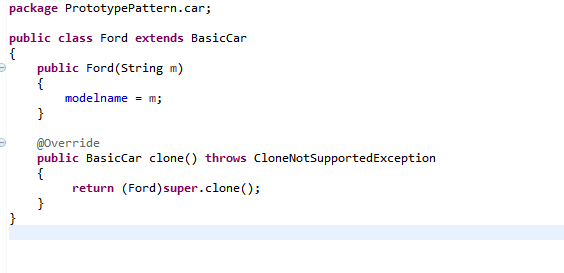 package PrototypePattern.car;
public class Ford extends BasicCar
{
public Ford(String m)
{
modelname = m;
}
@Override
public BasicCar clone() throws CloneNotSupportedException
{
return (Ford)super.clone();
}
}